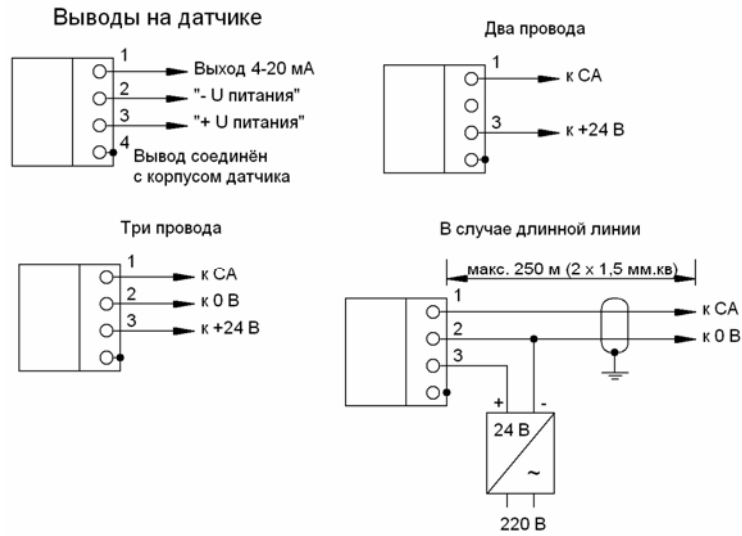 Выводы на датчике
1
Выход 4-20 мА
2
"- U питания"
3
"+ U питания"
4
Вывод соединён
с корпусом датчика
Два провода
1
к СА
3
к +24 В
Три провода
1
к СА
2
к 0 В
3
к +24 В
В случае длинной линии
макс. 250 м (2 x 1,5 мм.кв)
1
к СА
2
к 0 В
3
+ -
24 В
~
220 В